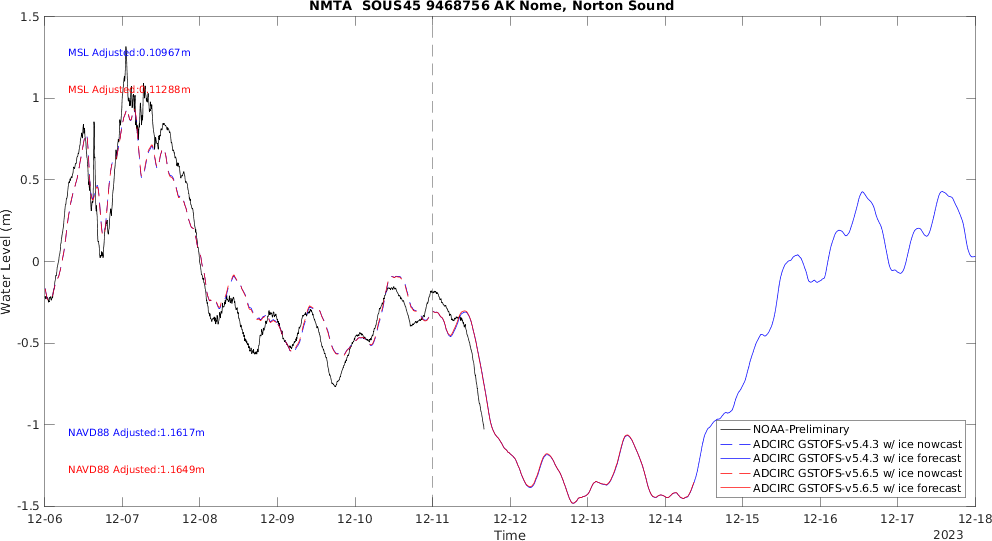 NMTA SOUS45 9468756 AK Nome, Norton Sound
1.5
1
0.5
0
-0.5
-1
-1.5
Water Level (m)
MSL Adjusted:0.10967m
MSL Adjusted:0.11288m
NAVD88 Adjusted:1.1617m
NAVD88 Adjusted:1.1649m
NOAA-Preliminary
ADCIRC GSTOFS-v5.4.3 w/ ice nowcast
ADCIRC GSTOFS-v5.4.3 w/ ice forecast
ADCIRC GSTOFS-v5.6.5 w/ ice nowcast
ADCIRC GSTOFS-v5.6.5 w/ ice forecast
12-06 12-07 12-08 12-09 12-10 12-11 12-12 12-13 12-14 12-15 12-16 12-17 12-18
Time
2023